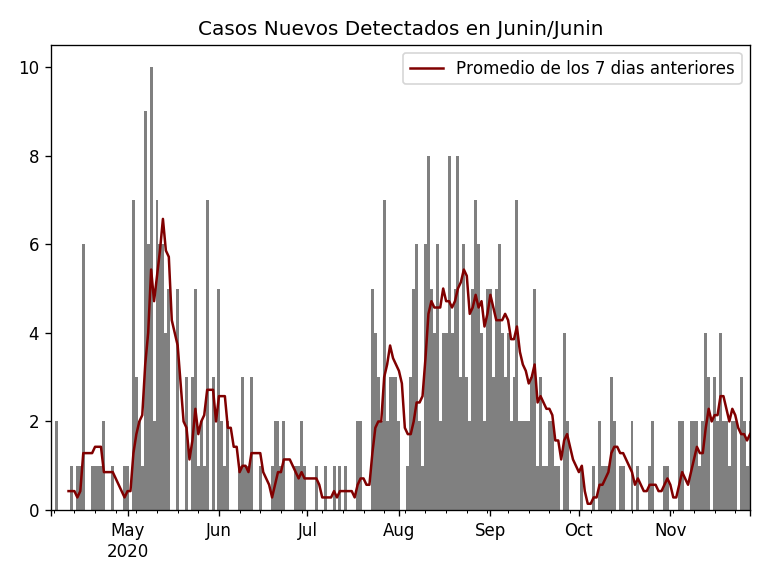 Casos Nuevos Detectados en Junin/Junin
Promedio de los 7 dias anteriores
10
8
6
4
2
0
May Jun Jul Aug Sep Oct Nov
2020